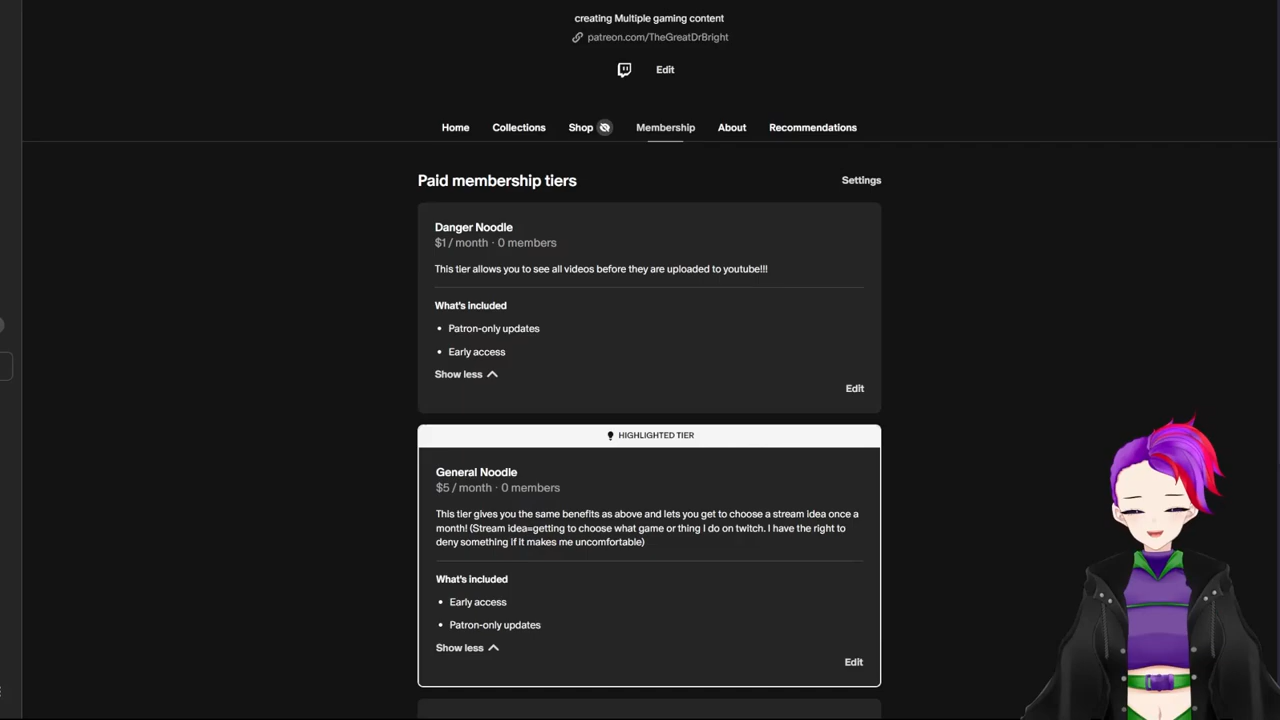 creating Multiple gaming content
patreon.com/TheGreatDrBright
Edit
Home Collections Shop Membership About Recommendations
Paid membership tiers
Settings
Danger Noodle
$1 / month · 0 members
This tier allows you to see all videos before they are uploaded to youtube!!!
What's included
• Patron-only updates
• Early access
Show less
Edit
HIGHLIGHTED TIER
General Noodle
$5 / month · 0 members
This tier gives you the same benefits as above and lets you get to choose a stream idea once a
month! (Stream idea=getting to choose what game or thing I do on twitch. I have the right to
deny something if it makes me uncomfortable)
What's included
• Early access
• Patron-only updates
Show less
Edit